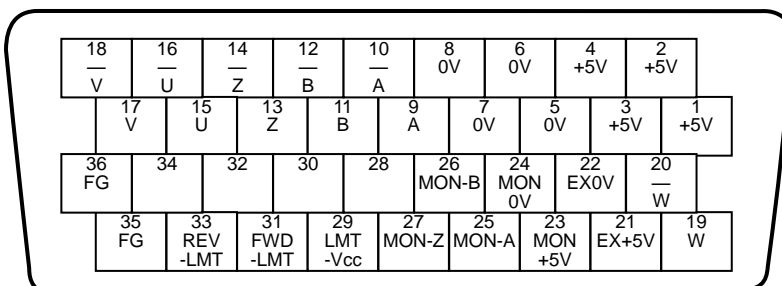 18 16 14 12 10 8 6 4 2
V̅ U̅ Z̅ B̅ A̅ 0V 0V +5V +5V
17 15 13 11 9 7 5 3 1
V U Z B A 0V 0V +5V +5V
36 34 32 30 28 26 24 22 20
FG MON-B MON EX0V W̅
0V
35 33 31 29 27 25 23 21 19
FG REV FWD LMT MON-Z MON-A MON EX+5V W
-LMT -LMT -Vcc +5V